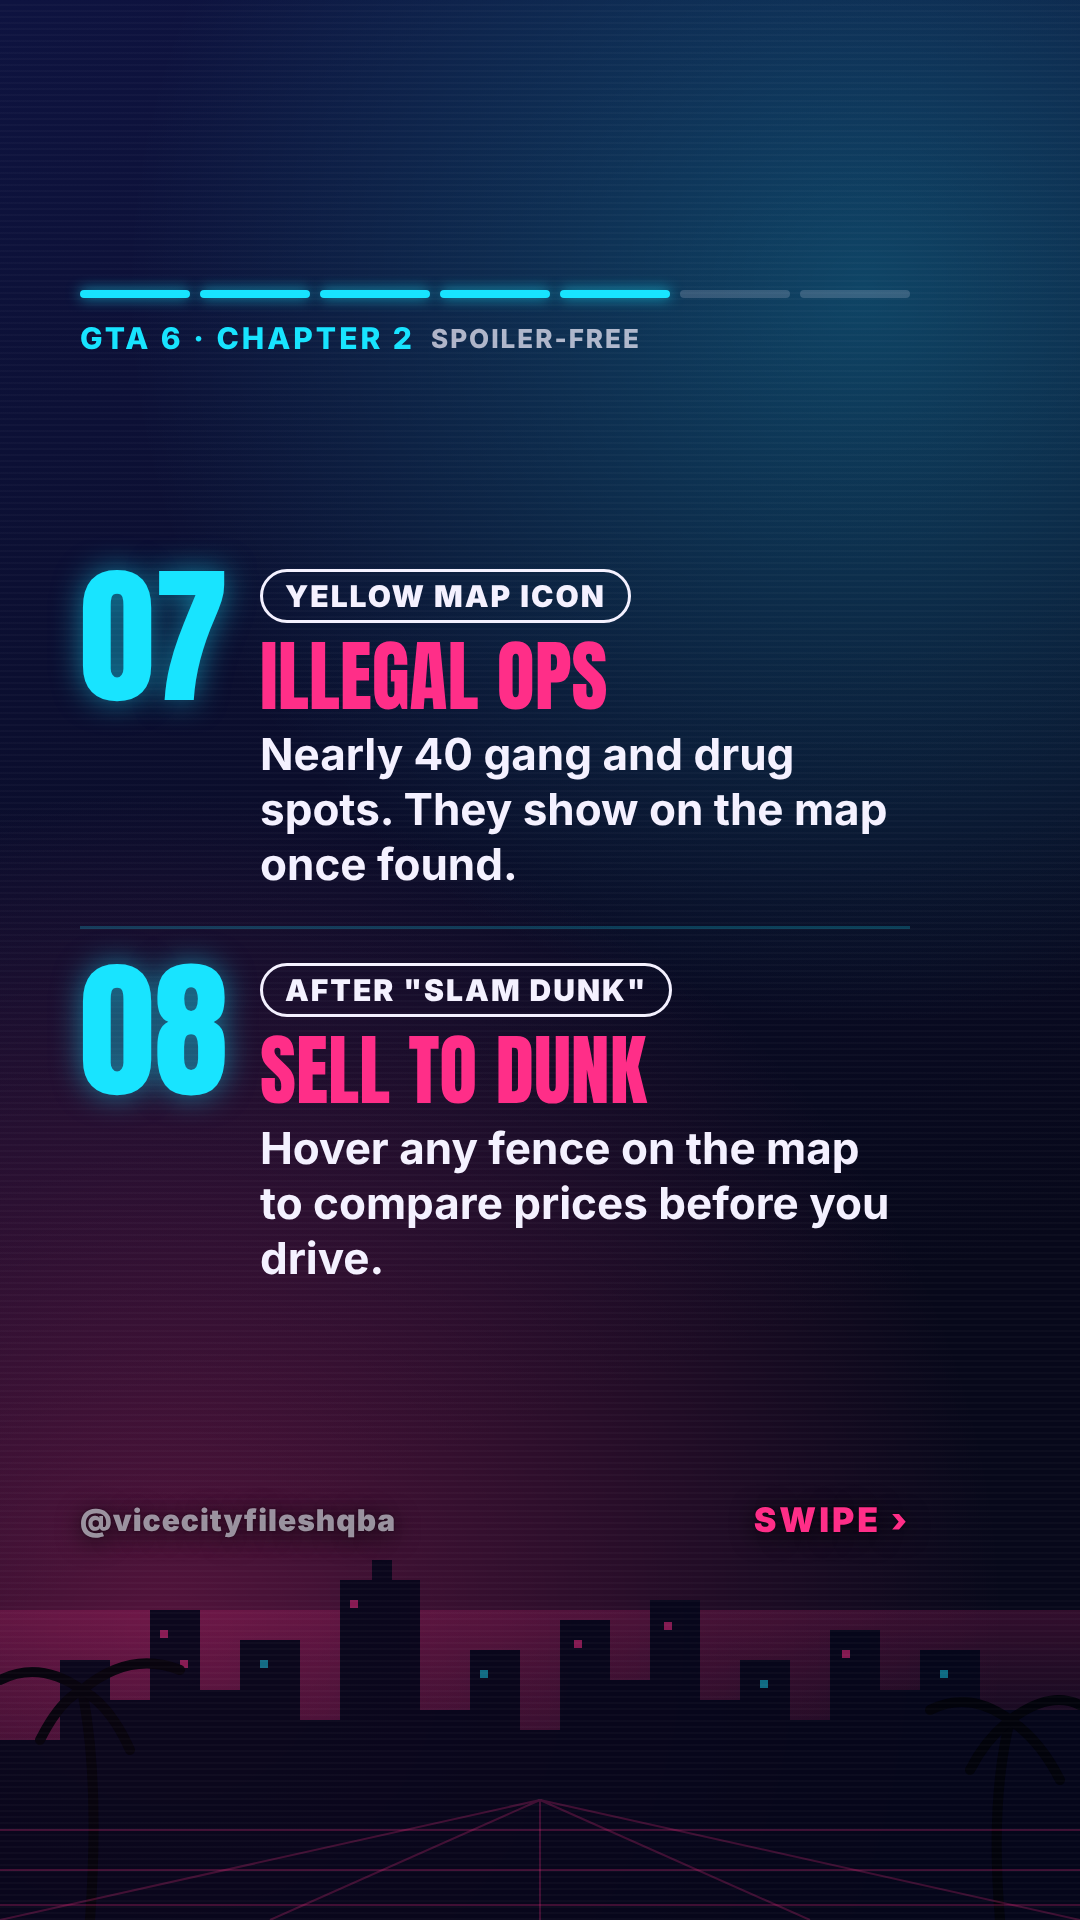 GTA 6 · CHAPTER 2 SPOILER-FREE
07
YELLOW MAP ICON
ILLEGAL OPS
Nearly 40 gang and drug
spots. They show on the map
once found.
08
AFTER "SLAM DUNK"
SELL TO DUNK
Hover any fence on the map
to compare prices before you
drive.
@vicecityfileshqba
SWIPE ›